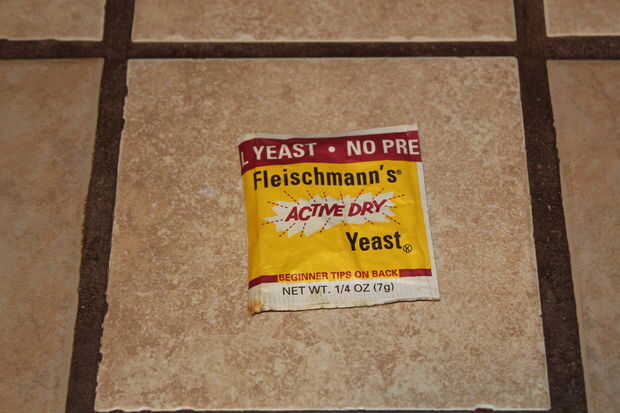 L YEAST • NO PRE
Fleischmann's®
ACTIVE DRY
Yeast
BEGINNER TIPS ON BACK
NET WT. 1/4 OZ (7g)